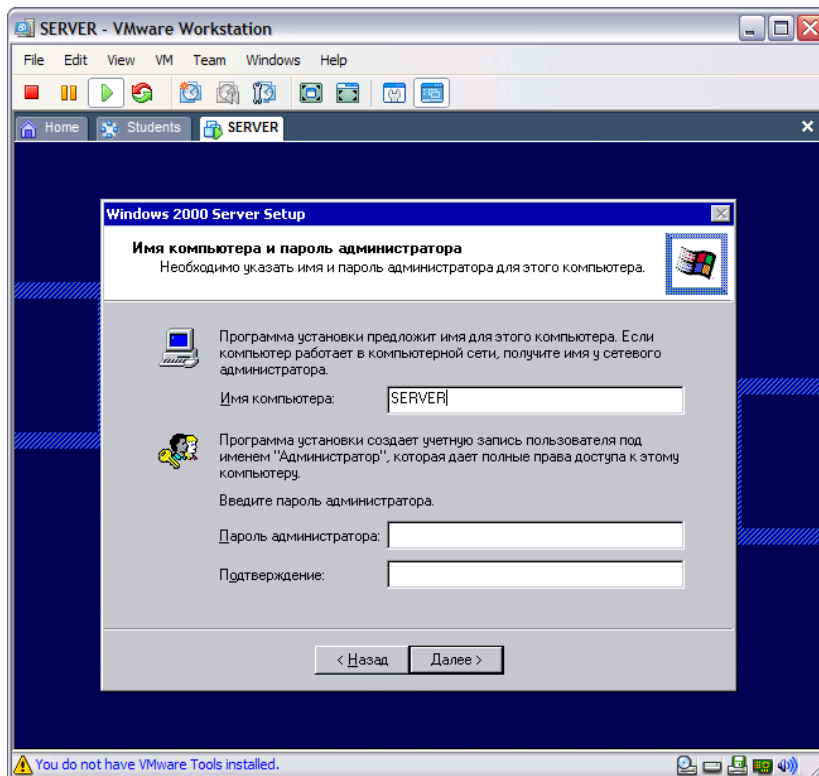 SERVER - VMware Workstation
File Edit View VM Team Windows Help
Home Students SERVER
Windows 2000 Server Setup
Имя компьютера и пароль администратора
Необходимо указать имя и пароль администратора для этого компьютера.
Программа установки предложит имя для этого компьютера. Если
компьютер работает в компьютерной сети, получите имя у сетевого
администратора.
Имя компьютера: SERVER
Программа установки создает учетную запись пользователя под
именем "Администратор", которая дает полные права доступа к этому
компьютеру.
Введите пароль администратора.
Пароль администратора:
Подтверждение:
< Назад Далее >
You do not have VMware Tools installed.